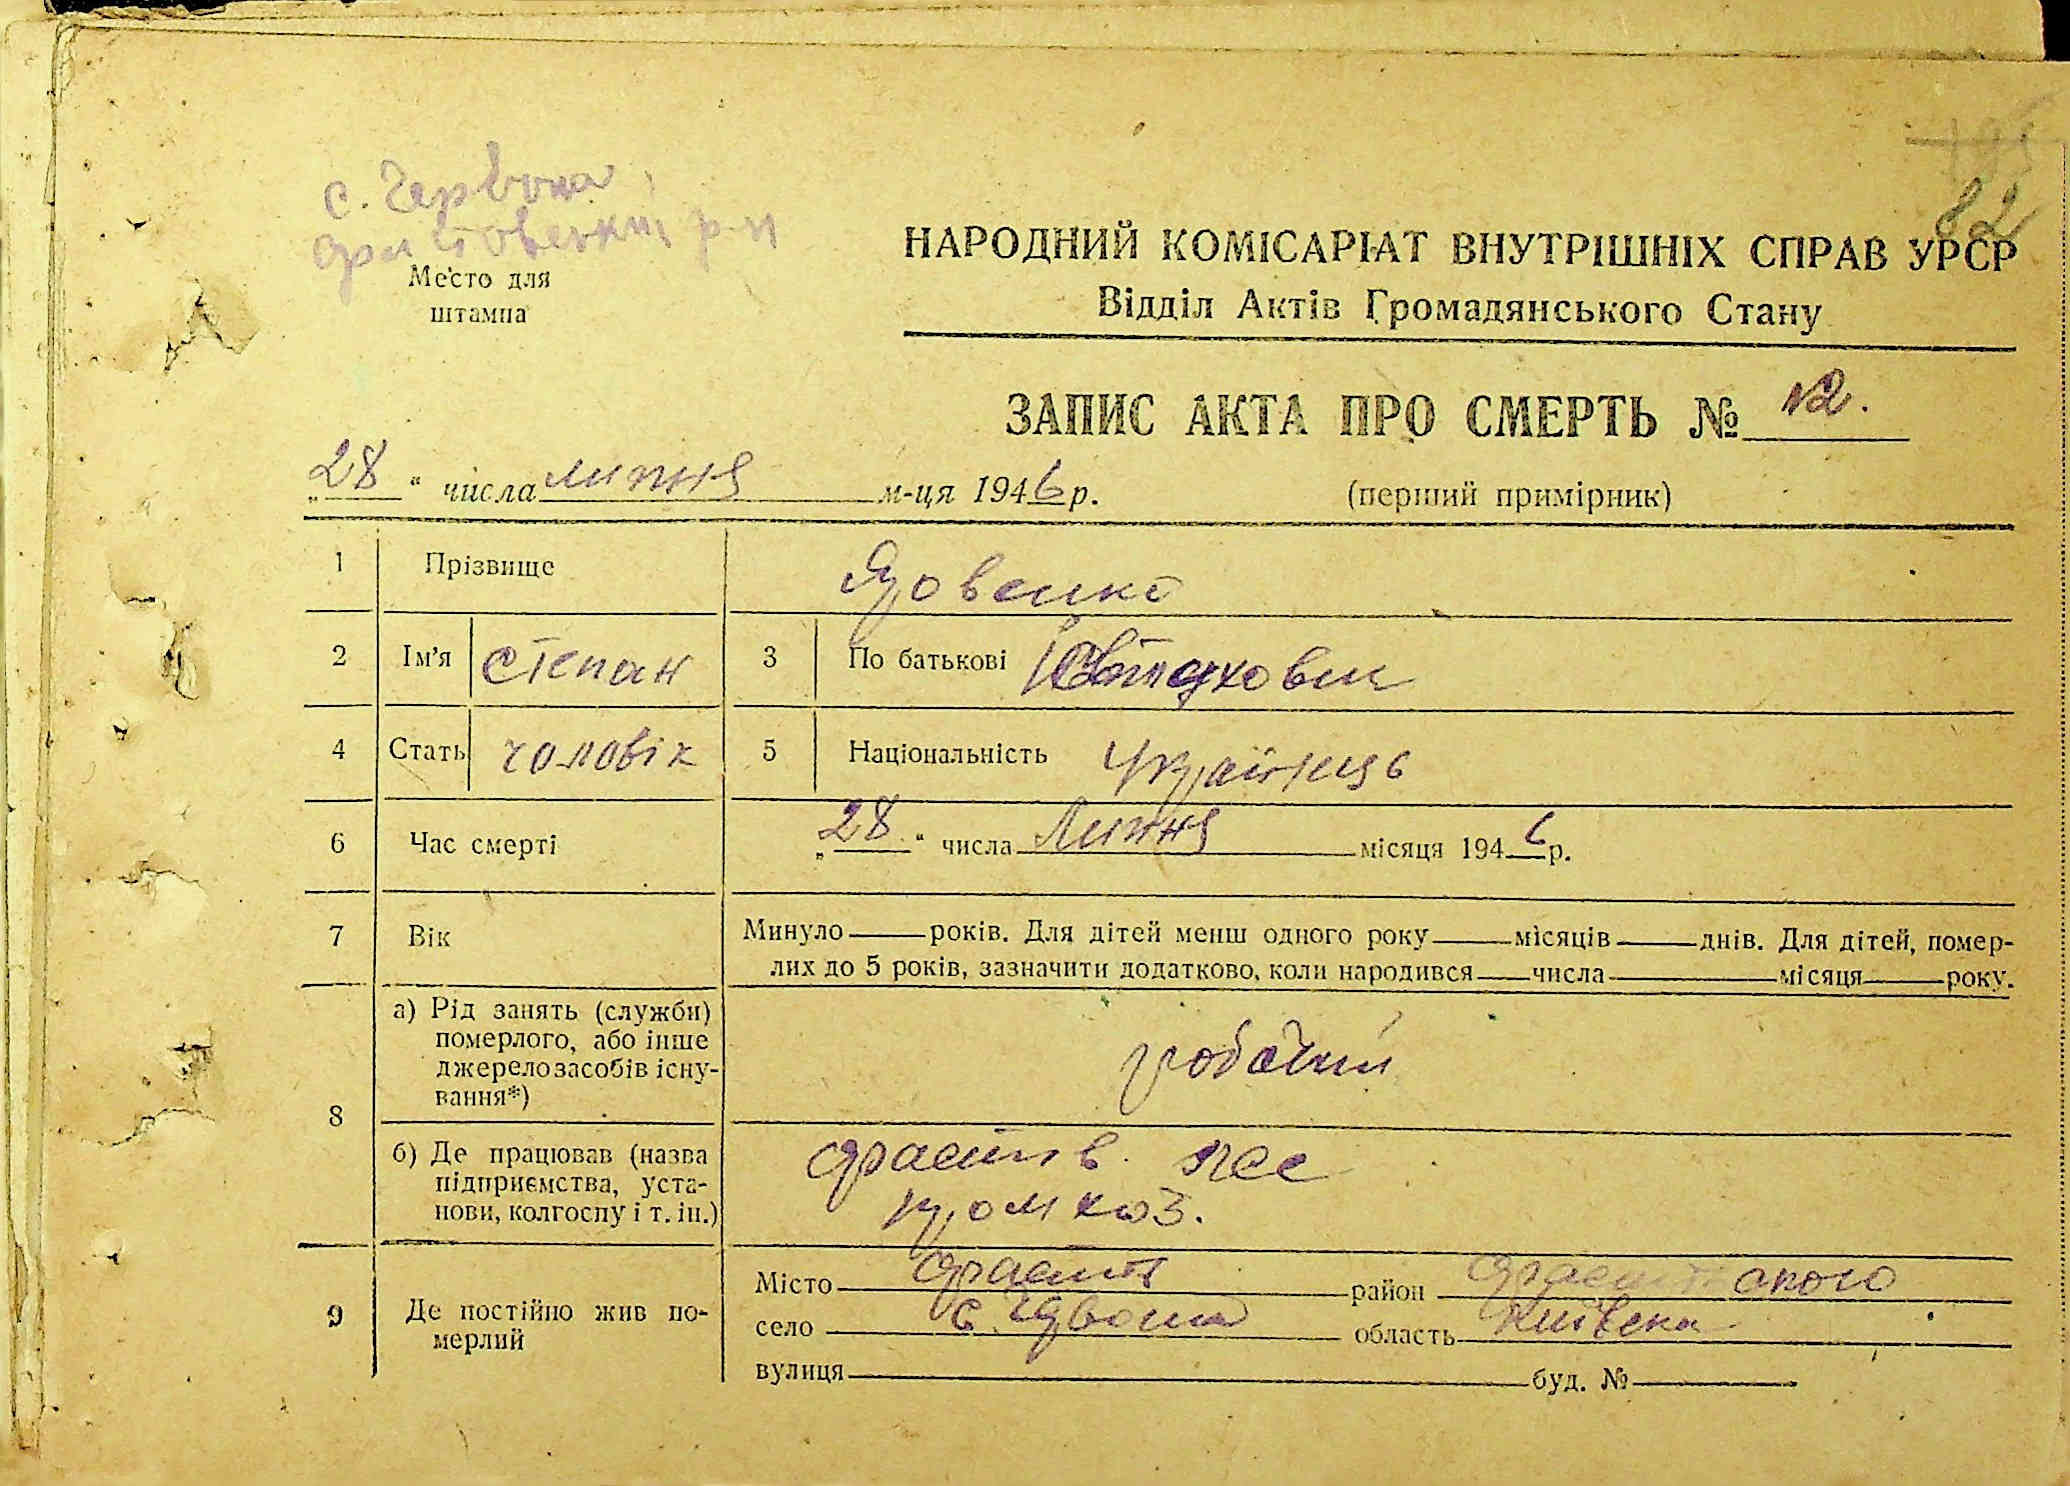 с. Червона
фастовський р-н
82
Место для
штампа
НАРОДНИЙ КОМІСАРІАТ ВНУТРІШНІХ СПРАВ УРСР
Відділ Актів Громадянського Стану
ЗАПИС АКТА ПРО СМЕРТЬ № 12.
„28“ числа липня м-ця 1946 р. (перший примірник)
1 Прізвище Яровенко
2 Ім'я степан 3 По батькові
4 Стать чоловік 5 Національність Українець
6 Час смерті „28“ числа Липня місяця 1946 р.
7 Вік Минуло років. Для дітей менш одного року місяців днів. Для дітей, помер-
лих до 5 років, зазначити додатково, коли народився числа місяця року.
8 а) Рід занять (служби)
померлого, або інше
джерело засобів існу-
вання*) робочий
б) Де працював (назва
підприємства, уста-
нови, колгоспу і т. ін.) фастів.
промкоз.
9 Де постійно жив по-
мерлий
Місто фастів район
село с. Червона область Київська
вулиця буд. №